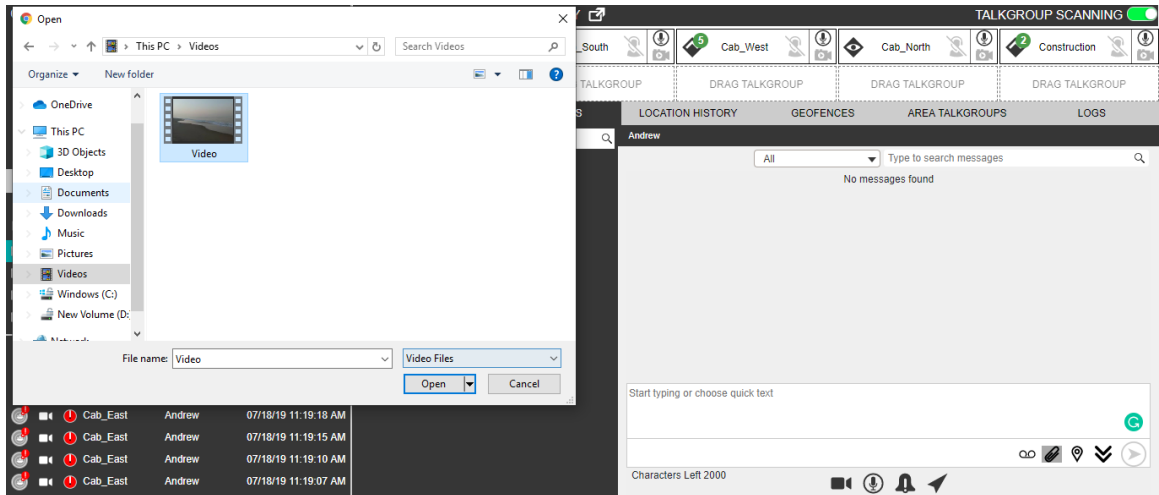 Open
TALKGROUP SCANNING
This PC
Videos
Search Videos
_South
5
Cab_West
Cab_North
2
Construction
Organize
New folder
?
TALKGROUP
DRAG TALKGROUP
DRAG TALKGROUP
DRAG TALKGROUP
OneDrive
This PC
3D Objects
Desktop
Documents
Downloads
Music
Pictures
Videos
Windows (C:)
New Volume (D:
Video
S
LOCATION HISTORY
GEOFENCES
AREA TALKGROUPS
LOGS
Andrew
All
Type to search messages
No messages found
File name:
Video
Video Files
Open
Cancel
Start typing or choose quick text
Characters Left 2000
Cab_East Andrew 07/18/19 11:19:18 AM
Cab_East Andrew 07/18/19 11:19:15 AM
Cab_East Andrew 07/18/19 11:19:10 AM
Cab_East Andrew 07/18/19 11:19:07 AM